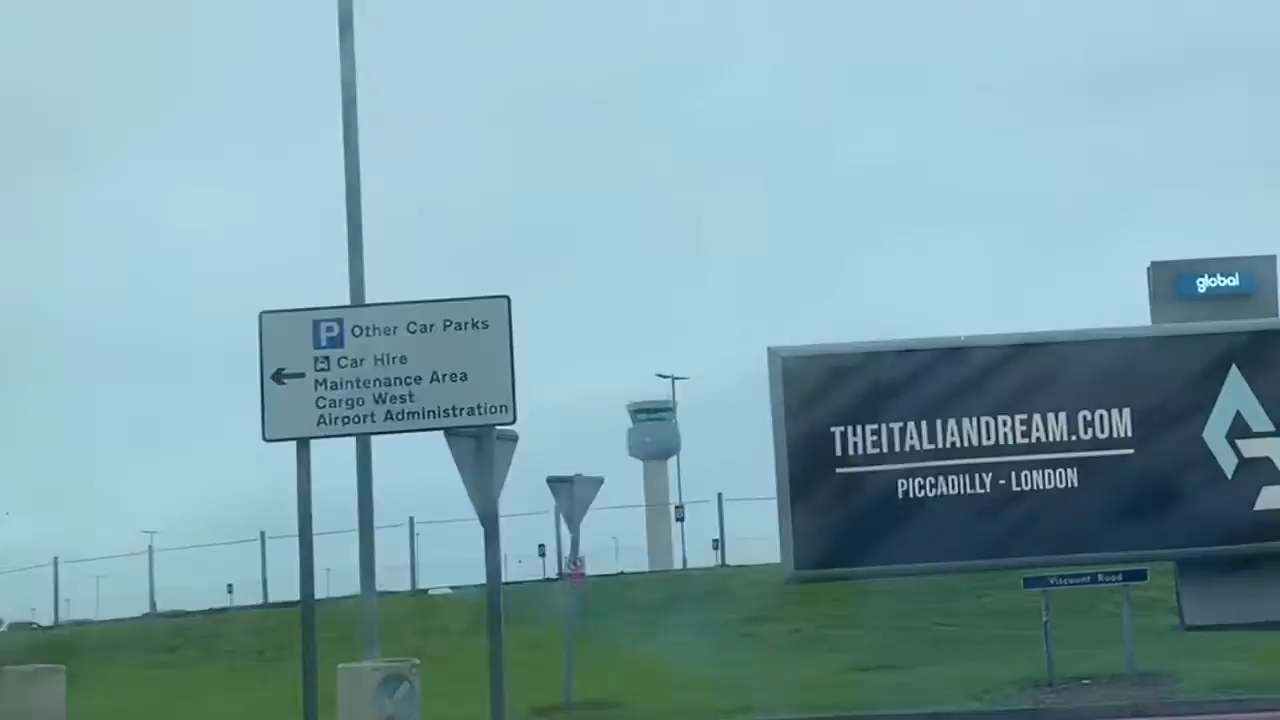 P Other Car Parks
Car Hire
Maintenance Area
Cargo West
Airport Administration
global
THEITALIANDREAM.COM
PICCADILLY - LONDON
Viscount Road